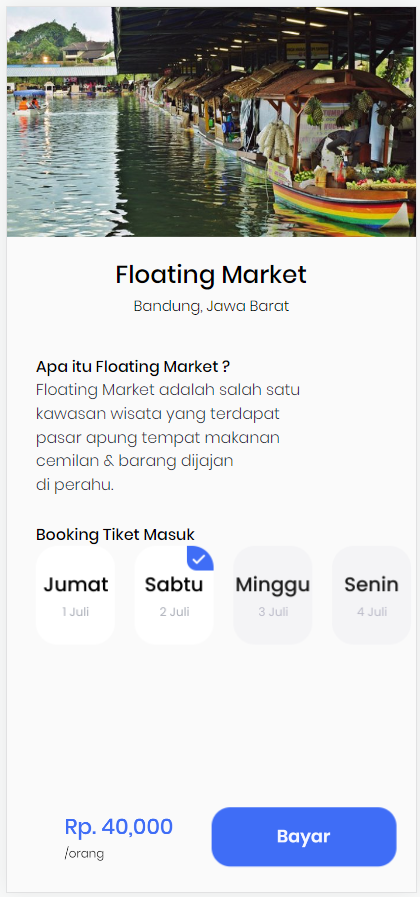 Floating Market
Bandung, Jawa Barat
Apa itu Floating Market ?
Floating Market adalah salah satu
kawasan wisata yang terdapat
pasar apung tempat makanan
cemilan & barang dijajan
di perahu.
Booking Tiket Masuk
Jumat Sabtu Minggu Senin
1 Juli 2 Juli 3 Juli 4 Juli
Rp. 40,000
/orang
Bayar